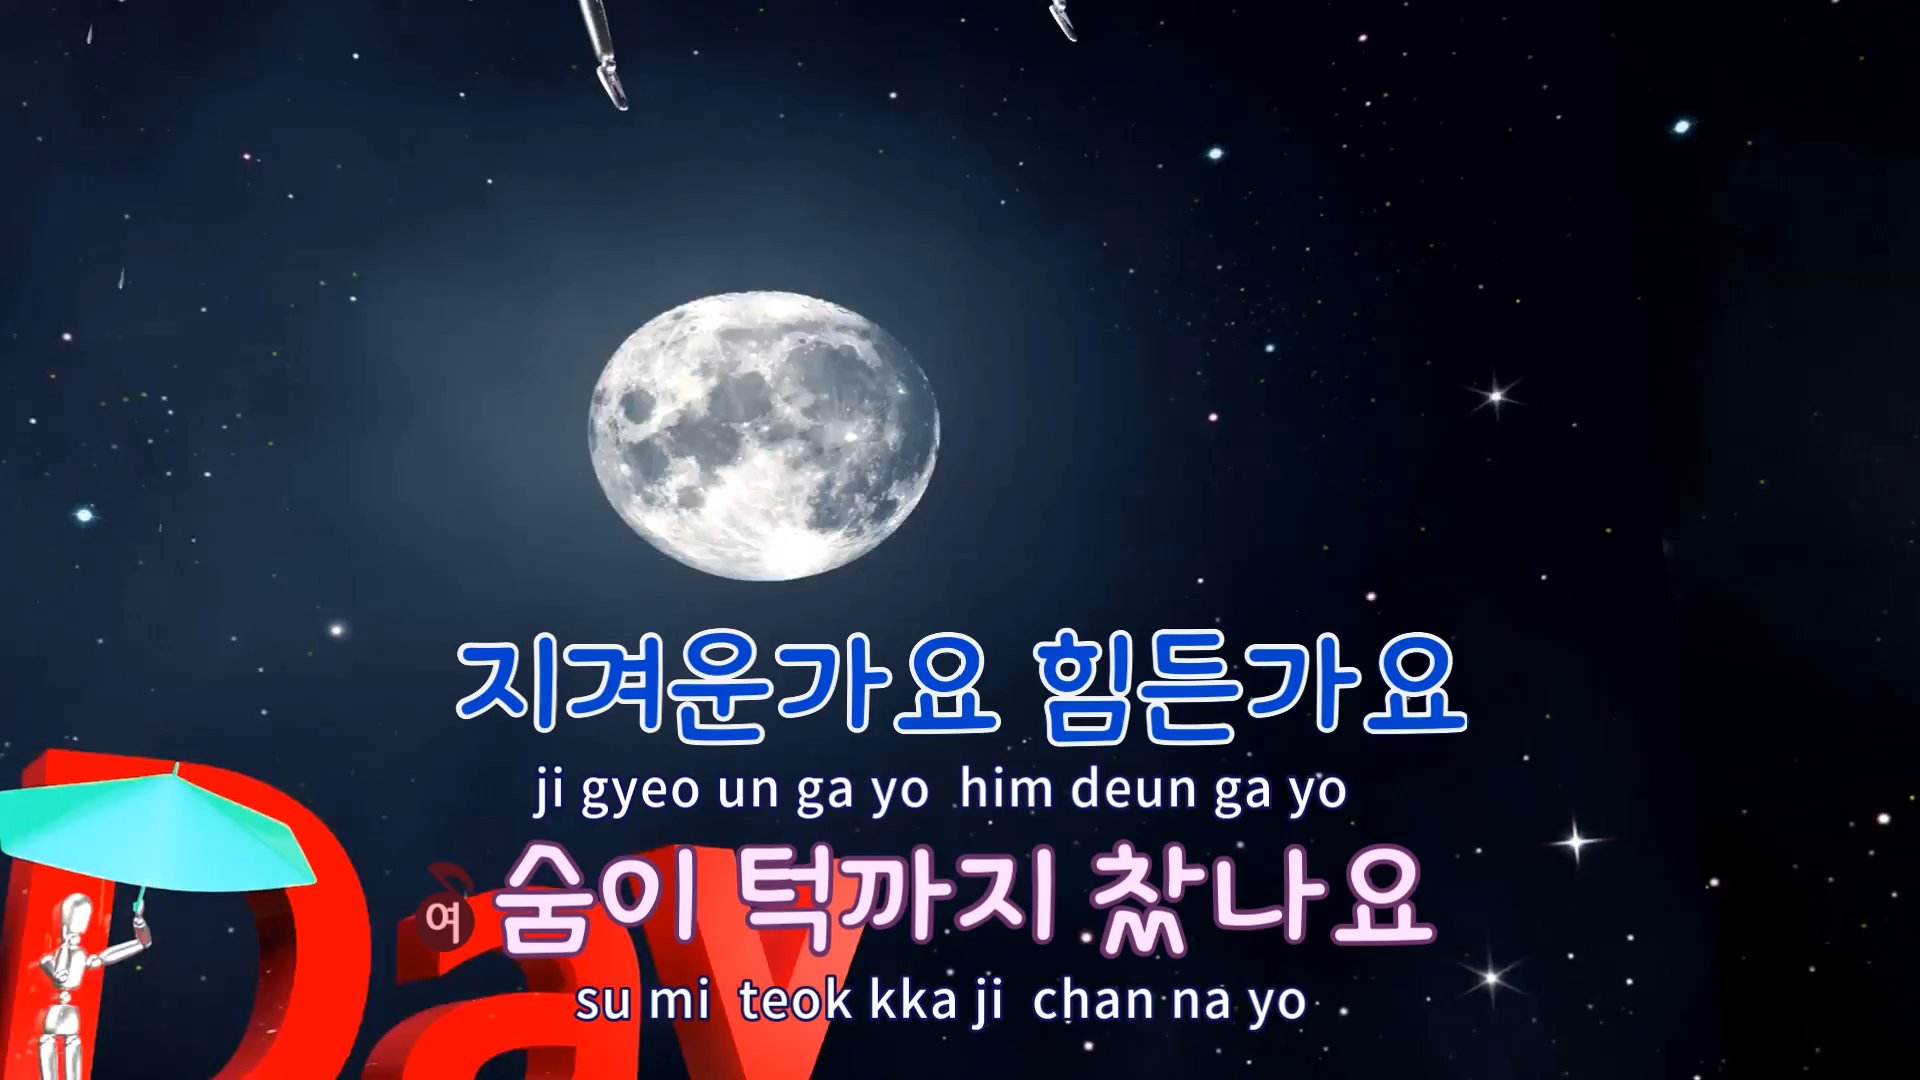 지겨운가요 힘든가요
ji gyeo un ga yo him deun ga yo
여 숨이 턱까지 찼나요
su mi teok kka ji chan na yo
Day